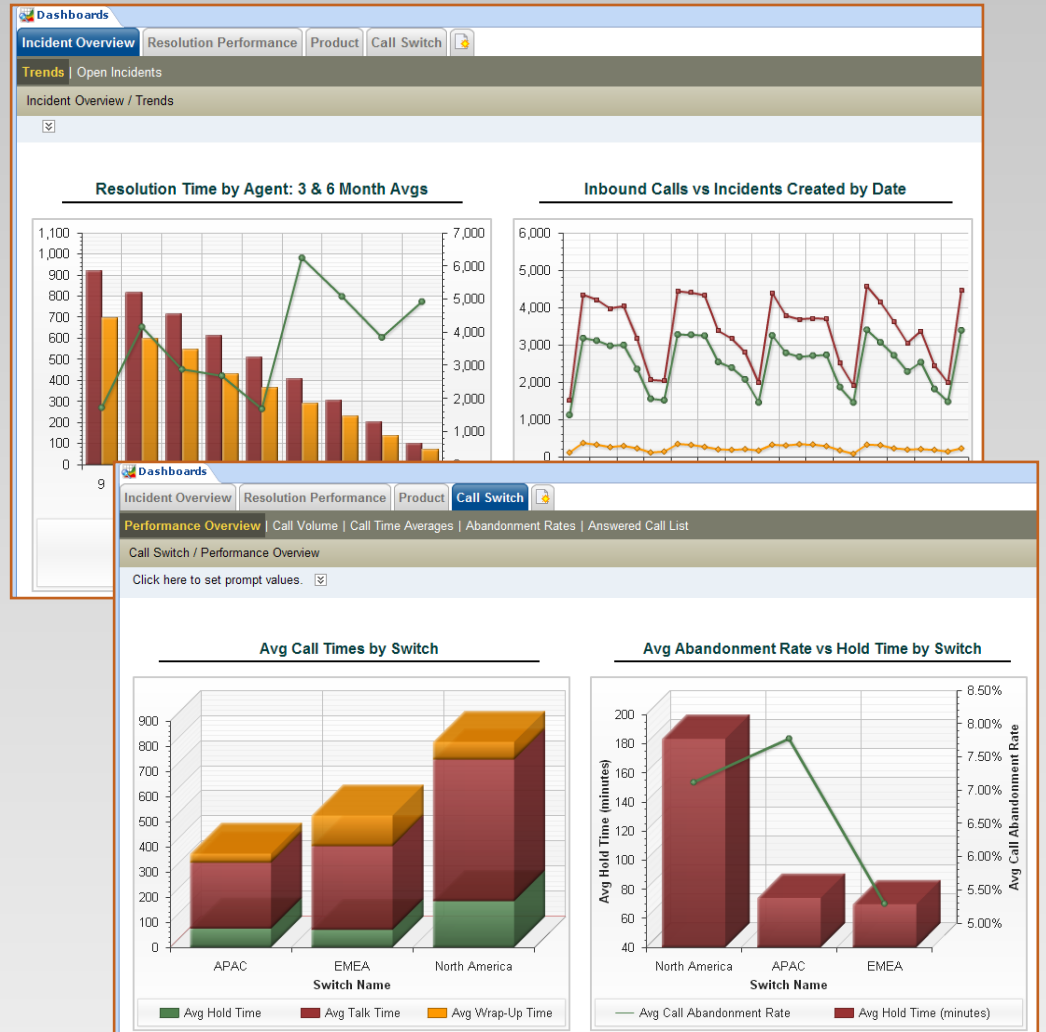 Dashboards
Incident Overview Resolution Performance Product Call Switch
Trends | Open Incidents
Incident Overview / Trends
Resolution Time by Agent: 3 & 6 Month Avgs
1,100
1,000
900
800
700
600
500
400
300
200
100
0
7,000
6,000
5,000
4,000
3,000
2,000
1,000
9
Inbound Calls vs Incidents Created by Date
6,000
5,000
4,000
3,000
2,000
1,000
0
Dashboards
Incident Overview Resolution Performance Product Call Switch
Performance Overview | Call Volume | Call Time Averages | Abandonment Rates | Answered Call List
Call Switch / Performance Overview
Click here to set prompt values.
Avg Call Times by Switch
900
800
700
600
500
400
300
200
100
0
APAC EMEA North America
Switch Name
Avg Hold Time Avg Talk Time Avg Wrap-Up Time
Avg Abandonment Rate vs Hold Time by Switch
Avg Hold Time (minutes)
200
180
160
140
120
100
80
60
40
8.50%
8.00%
7.50%
7.00%
6.50%
6.00%
5.50%
5.00%
Avg Call Abandonment Rate
North America APAC EMEA
Switch Name
Avg Call Abandonment Rate Avg Hold Time (minutes)